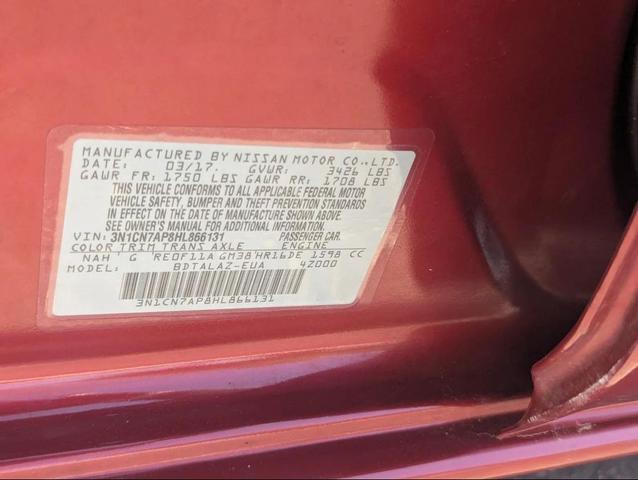 MANUFACTURED BY NISSAN MOTOR CO.,LTD.
DATE: 03/17. GVWR: 3426 LBS
GAWR FR: 1750 LBS GAWR RR: 1708 LBS
THIS VEHICLE CONFORMS TO ALL APPLICABLE FEDERAL MOTOR
VEHICLE SAFETY, BUMPER AND THEFT PREVENTION STANDARDS
IN EFFECT ON THE DATE OF MANUFACTURE SHOWN ABOVE.
SEE OWNER'S MANUAL FOR ADDITIONAL INFORMATION.
VIN: 3N1CN7AP8HL866131 PASSENGER CAR.
COLOR TRIM TRANS AXLE ENGINE
NAH G RE0F11A GM38 HR16DE 1598 CC
MODEL: BDTALAZ-EUA 4Z000
3N1CN7AP8HL866131